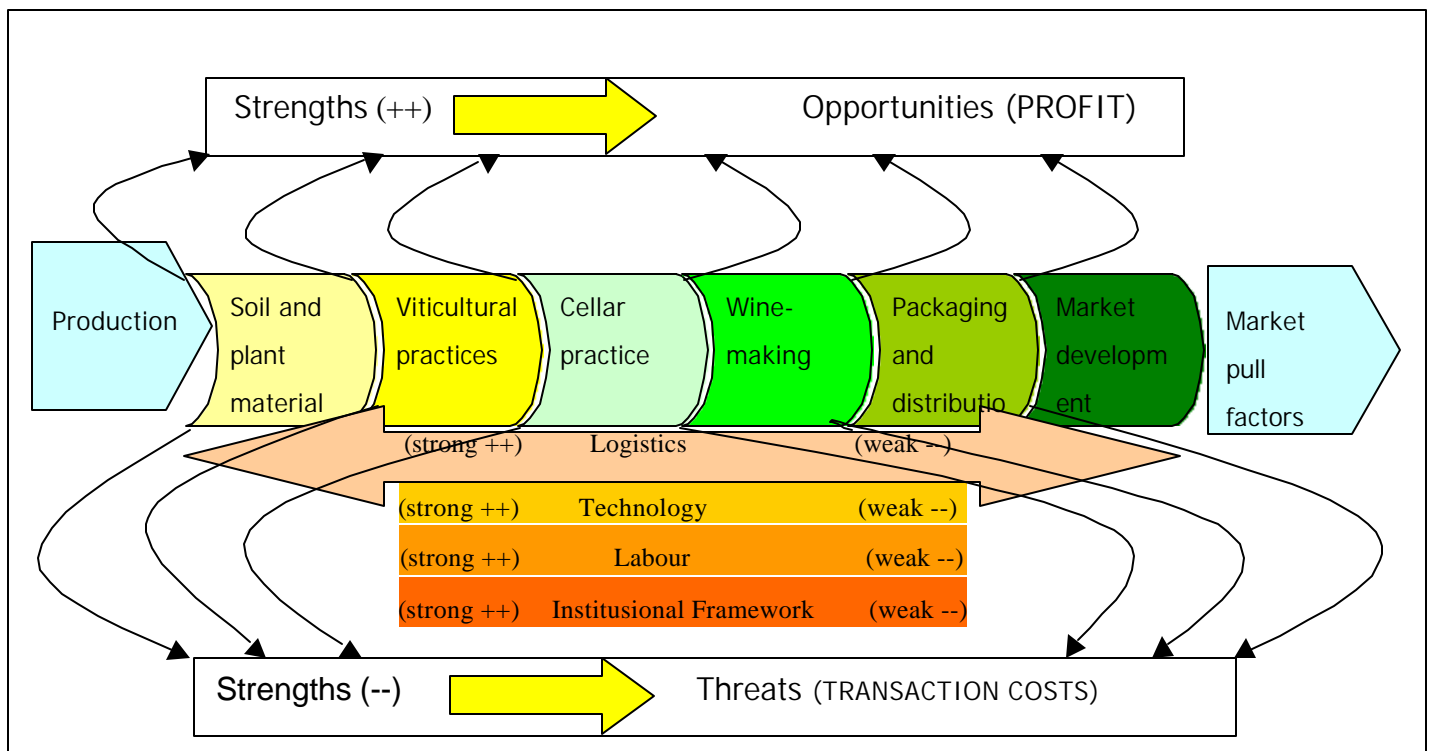 Strengths (++)
Opportunities (PROFIT)
Production
Soil and
plant
material
Viticultural
practices
Cellar
practice
Wine-
making
Packaging
and
distributio
Market
developm
ent
Market
pull
factors
(strong ++) Logistics (weak --)
(strong ++) Technology (weak --)
(strong ++) Labour (weak --)
(strong ++) Institusional Framework (weak --)
Strengths (--)
Threats (TRANSACTION COSTS)